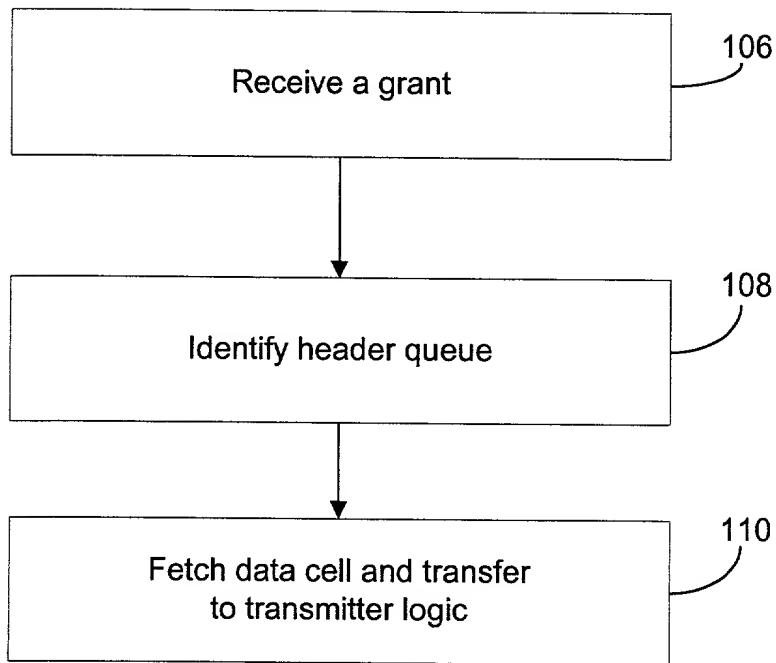 106
Receive a grant
108
Identify header queue
110
Fetch data cell and transfer
to transmitter logic